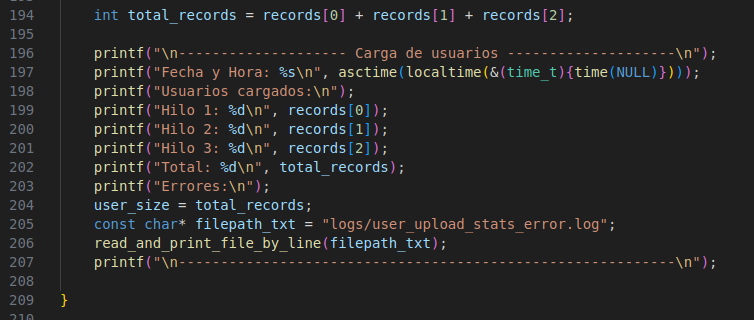 194 int total_records = records[0] + records[1] + records[2];
195
196 printf("\n-------------------- Carga de usuarios --------------------\n");
197 printf("Fecha y Hora: %s\n", asctime(localtime(&(time_t){time(NULL)})));
198 printf("Usuarios cargados:\n");
199 printf("Hilo 1: %d\n", records[0]);
200 printf("Hilo 2: %d\n", records[1]);
201 printf("Hilo 3: %d\n", records[2]);
202 printf("Total: %d\n", total_records);
203 printf("Errores:\n");
204 user_size = total_records;
205 const char* filepath_txt = "logs/user_upload_stats_error.log";
206 read_and_print_file_by_line(filepath_txt);
207 printf("\n-----------------------------------------------------------\n");
208
209 }
210